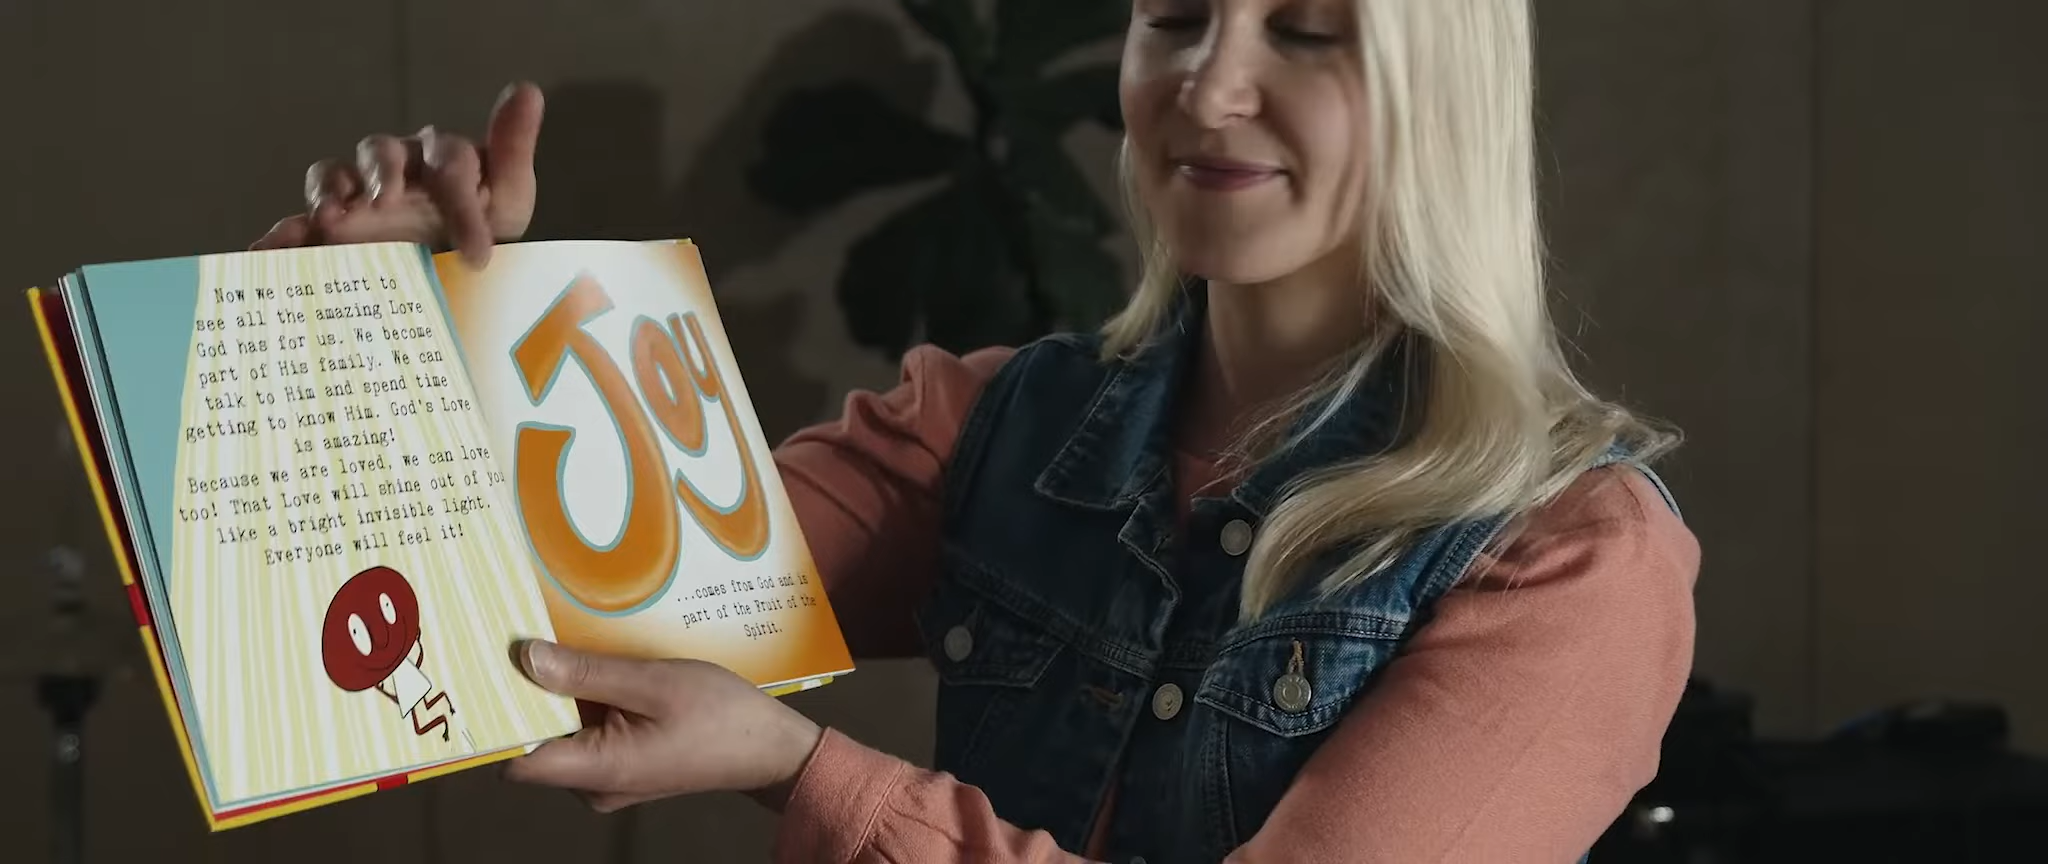 Now we can start to
see all the amazing Love
God has for us. We become
part of His family. We can
talk to Him and spend time
getting to know Him. God's Love
is amazing!
Because we are loved, we can love
too! That Love will shine out of you
like a bright invisible light.
Everyone will feel it!
Joy
...comes from God and is
part of the Fruit of the
Spirit.